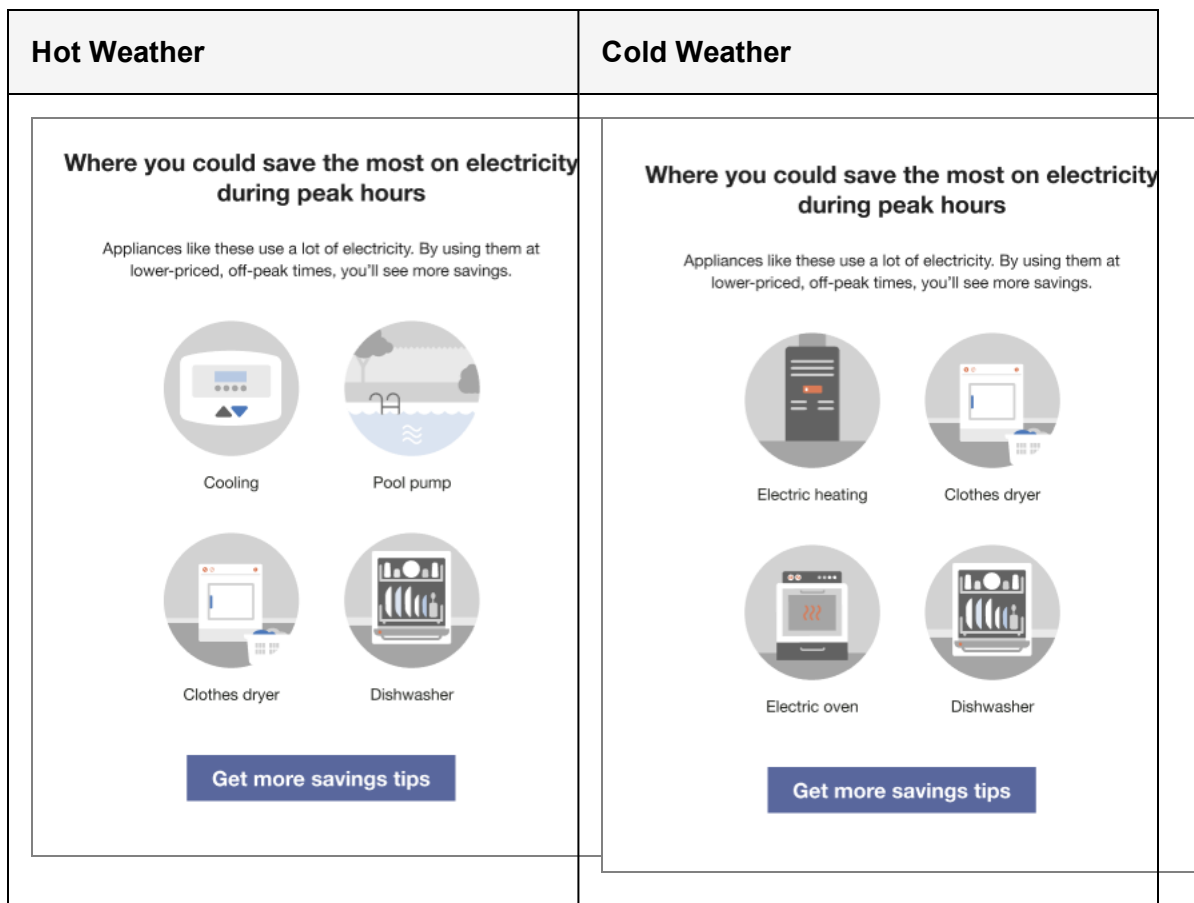 Hot Weather
Cold Weather
Where you could save the most on electricity
during peak hours
Appliances like these use a lot of electricity. By using them at
lower-priced, off-peak times, you’ll see more savings.
Cooling
Pool pump
Clothes dryer
Dishwasher
Get more savings tips
Where you could save the most on electricity
during peak hours
Appliances like these use a lot of electricity. By using them at
lower-priced, off-peak times, you’ll see more savings.
Electric heating
Clothes dryer
Electric oven
Dishwasher
Get more savings tips